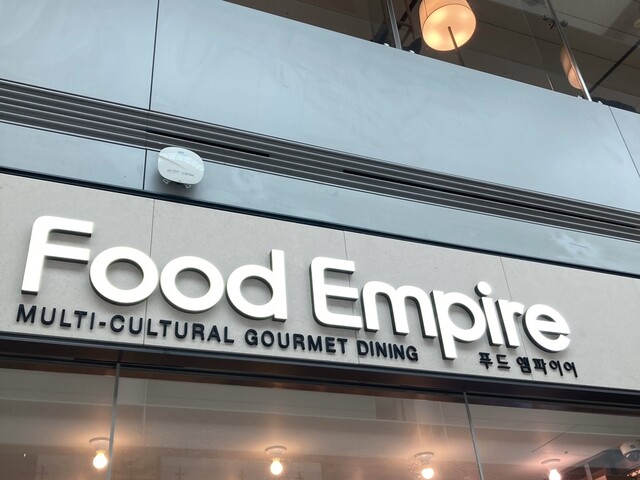 Food Empire
MULTI-CULTURAL GOURMET DINING
푸드 엠파이어